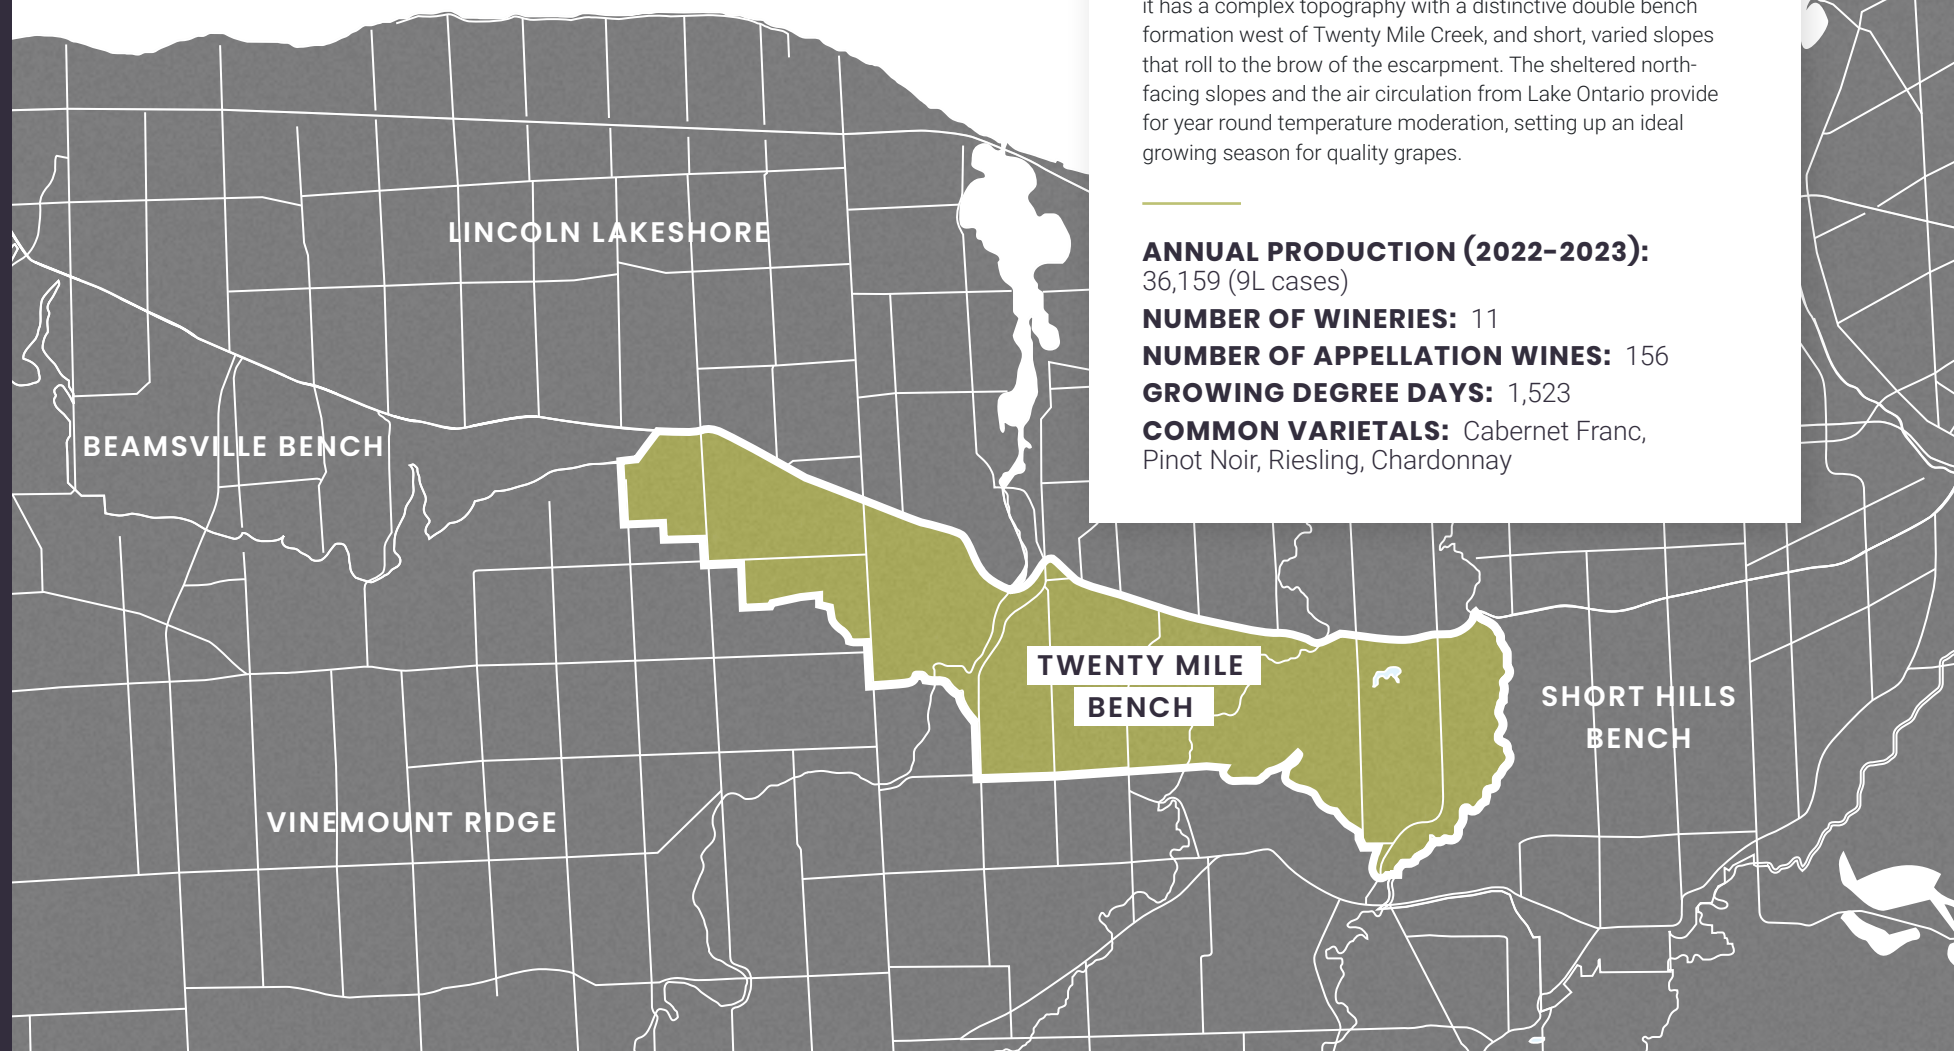 it has a complex topography with a distinctive double bench
formation west of Twenty Mile Creek, and short, varied slopes
that roll to the brow of the escarpment. The sheltered north-
facing slopes and the air circulation from Lake Ontario provide
for year round temperature moderation, setting up an ideal
growing season for quality grapes.
ANNUAL PRODUCTION (2022-2023):
36,159 (9L cases)
NUMBER OF WINERIES: 11
NUMBER OF APPELLATION WINES: 156
GROWING DEGREE DAYS: 1,523
COMMON VARIETALS: Cabernet Franc,
Pinot Noir, Riesling, Chardonnay
LINCOLN LAKESHORE
BEAMSVILLE BENCH
TWENTY MILE
BENCH
SHORT HILLS
BENCH
VINEMOUNT RIDGE